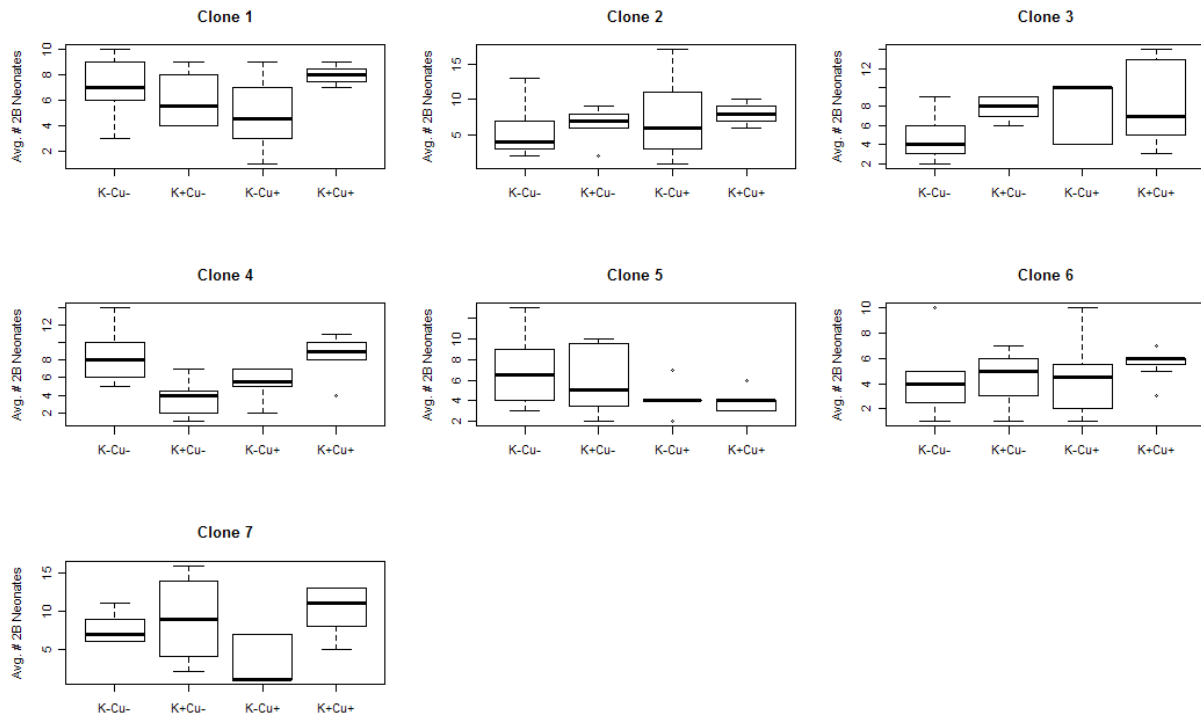 Clone 1
Avg. # 2B Neonates
10
8
6
4
2
K-Cu- K+Cu- K-Cu+ K+Cu+
Clone 2
Avg. # 2B Neonates
15
10
5
K-Cu- K+Cu- K-Cu+ K+Cu+
Clone 3
Avg. # 2B Neonates
12
8
6
4
2
K-Cu- K+Cu- K-Cu+ K+Cu+
Clone 4
Avg. # 2B Neonates
12
8
6
4
2
K-Cu- K+Cu- K-Cu+ K+Cu+
Clone 5
Avg. # 2B Neonates
10
8
6
4
2
K-Cu- K+Cu- K-Cu+ K+Cu+
Clone 6
Avg. # 2B Neonates
10
8
6
4
2
K-Cu- K+Cu- K-Cu+ K+Cu+
Clone 7
Avg. # 2B Neonates
15
10
5
K-Cu- K+Cu- K-Cu+ K+Cu+